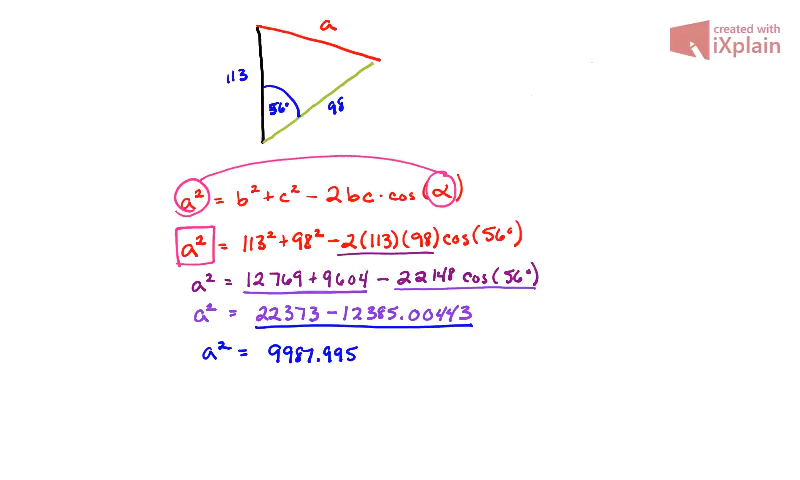 a
created with
iXplain
113
56°
98
a² = b² + c² - 2bc · cos(α)
a² = 113² + 98² - 2(113)(98) cos(56°)
a² = 12769 + 9604 - 22148 cos(56°)
a² = 22373 - 12385.00443
a² = 9987.995